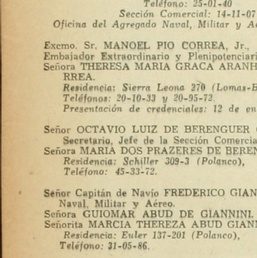 Teléfono: 25-01-40
Sección Comercial: 14-11-07
Oficina del Agregado Naval, Militar y A
Excmo. Sr. MANOEL PIO CORREA, Jr.,
Embajador Extraordinario y Plenipotenciari
Señora THERESA MARIA GRACA ARANH
RREA.
Residencia: Sierra Leona 270 (Lomas-B
Teléfonos: 20-10-33 y 20-95-72.
Presentación de credenciales: 12 de en
Señor OCTAVIO LUIZ DE BERENGUER C
Secretario, Jefe de la Sección Comercia
Señora MARIA DOS PRAZERES DE BEREN
Residencia: Schiller 309-3 (Polanco),
Teléfono: 45-33-72.
Señor Capitán de Navío FREDERICO GIAN
Naval, Militar y Aéreo.
Señora GUIOMAR ABUD DE GIANNINI.
Señorita MARCIA THEREZA ABUD GIANN
Residencia: Euler 137-201 (Polanco),
Teléfono: 31-05-86.